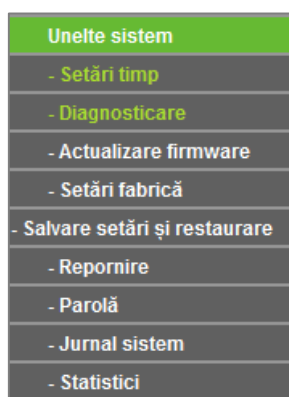 Unelte sistem
- Setări timp
- Diagnosticare
- Actualizare firmware
- Setări fabrică
- Salvare setări și restaurare
- Repornire
- Parolă
- Jurnal sistem
- Statistici